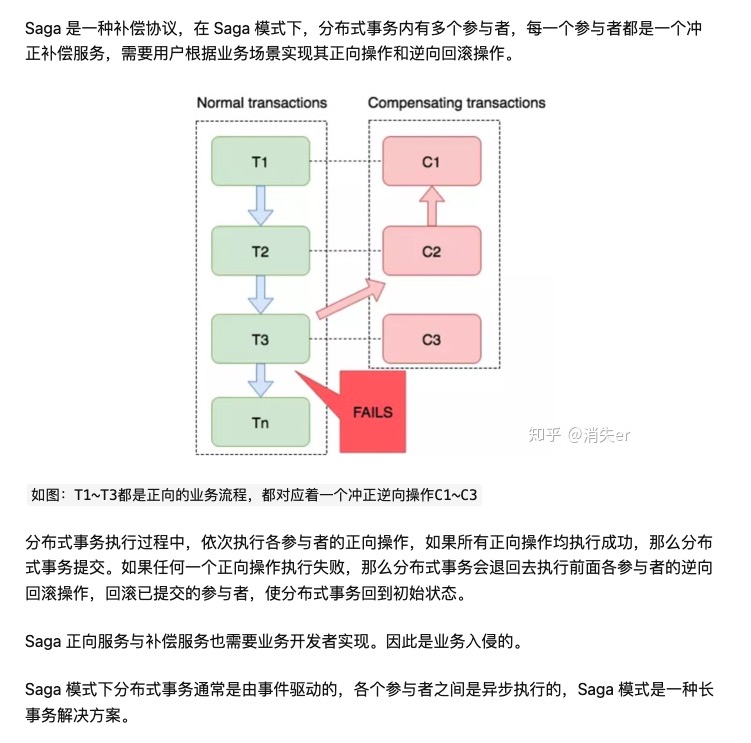 Saga 是一种补偿协议，在 Saga 模式下，分布式事务内有多个参与者，每一个参与者都是一个冲
正补偿服务，需要用户根据业务场景实现其正向操作和逆向回滚操作。
Normal transactions
Compensating transactions
T1
C1
T2
C2
T3
C3
FAILS
Tn
知乎 @消失er
如图：T1~T3都是正向的业务流程，都对应着一个冲正逆向操作C1~C3
分布式事务执行过程中，依次执行各参与者的正向操作，如果所有正向操作均执行成功，那么分布
式事务提交。如果任何一个正向操作执行失败，那么分布式事务会退回去执行前面各参与者的逆向
回滚操作，回滚已提交的参与者，使分布式事务回到初始状态。
Saga 正向服务与补偿服务也需要业务开发者实现。因此是业务入侵的。
Saga 模式下分布式事务通常是由事件驱动的，各个参与者之间是异步执行的，Saga 模式是一种长
事务解决方案。